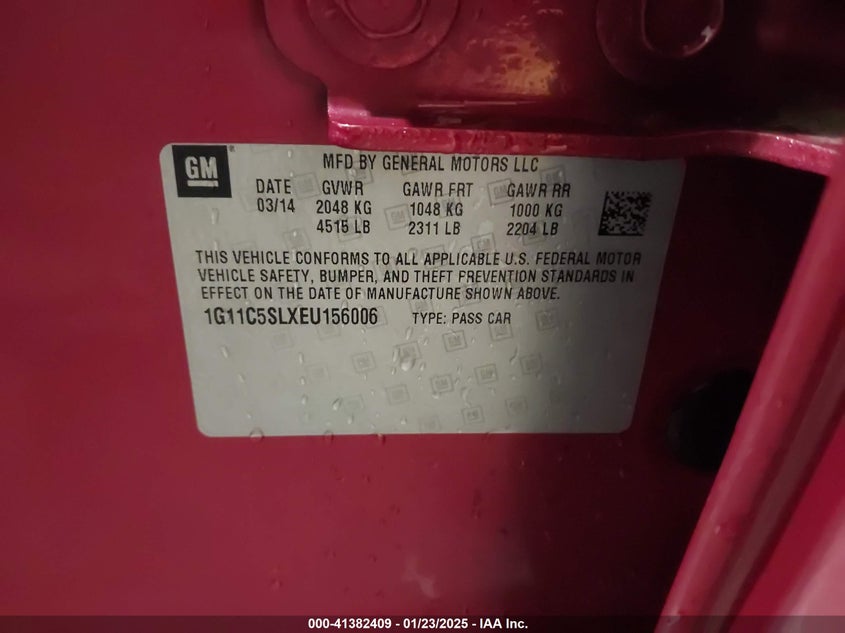 GM
MFD BY GENERAL MOTORS LLC
DATE GVWR GAWR FRT GAWR RR
03/14 2048 KG 1048 KG 1000 KG
4515 LB 2311 LB 2204 LB
THIS VEHICLE CONFORMS TO ALL APPLICABLE U.S. FEDERAL MOTOR
VEHICLE SAFETY, BUMPER, AND THEFT PREVENTION STANDARDS IN
EFFECT ON THE DATE OF MANUFACTURE SHOWN ABOVE.
1G11C5SLXEU156006 TYPE: PASS CAR
000-41382409 - 01/23/2025 - IAA Inc.